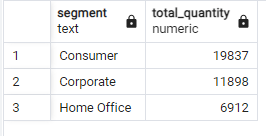 segment total_quantity
text numeric
1 Consumer 19837
2 Corporate 11898
3 Home Office 6912